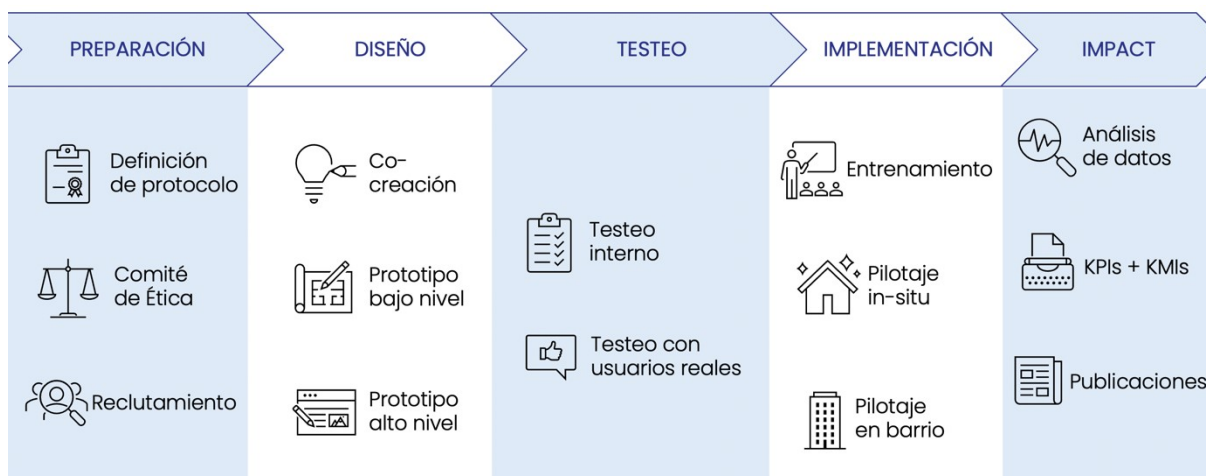 PREPARACIÓN
DISEÑO
TESTEO
IMPLEMENTACIÓN
IMPACT
Definición
de protocolo
Comité
de Ética
Reclutamiento
Co-
creación
Prototipo
bajo nivel
Prototipo
alto nivel
Testeo
interno
Testeo con
usuarios reales
Entrenamiento
Pilotaje
in-situ
Pilotaje
en barrio
Análisis
de datos
KPIs + KMIs
Publicaciones